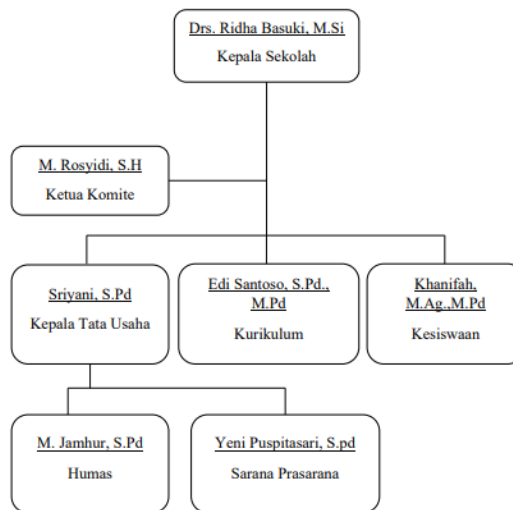 Drs. Ridha Basuki, M.Si
Kepala Sekolah
M. Rosyidi, S.H
Ketua Komite
Sriyani, S.Pd
Kepala Tata Usaha
Edi Santoso, S.Pd.,
M.Pd
Kurikulum
Khanifah,
M.Ag.,M.Pd
Kesiswaan
M. Jamhur, S.Pd
Humas
Yeni Puspitasari, S.pd
Sarana Prasarana